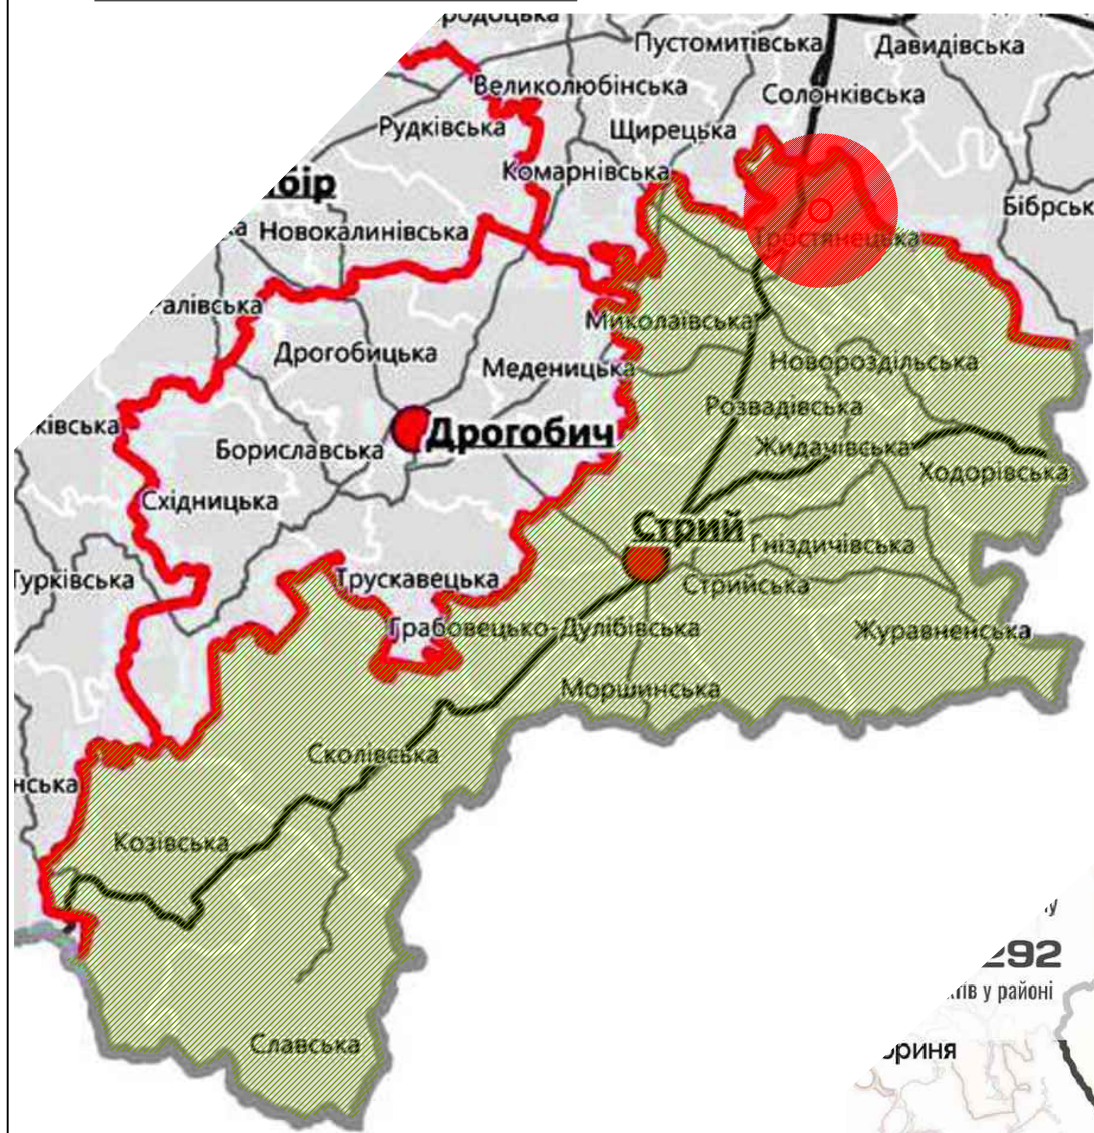 Пустомитівська
Давидівська
Великолюбінська
Солонківська
Рудківська
Щирецька
Комарнівська
Новокалинівська
Тростянецька
Дрогобицька
Миколаївська
Меденицька
Новороздільська
Розвадівська
Дрогобич
Бориславська
Жидачівська
Ходорівська
Східницька
Стрий
Гніздичівська
Турківська
Трускавецька
Стрийська
Грабовецько-Дулібівська
Журавненська
Моршинська
Сколівська
Козівська
292
у районі
Славська